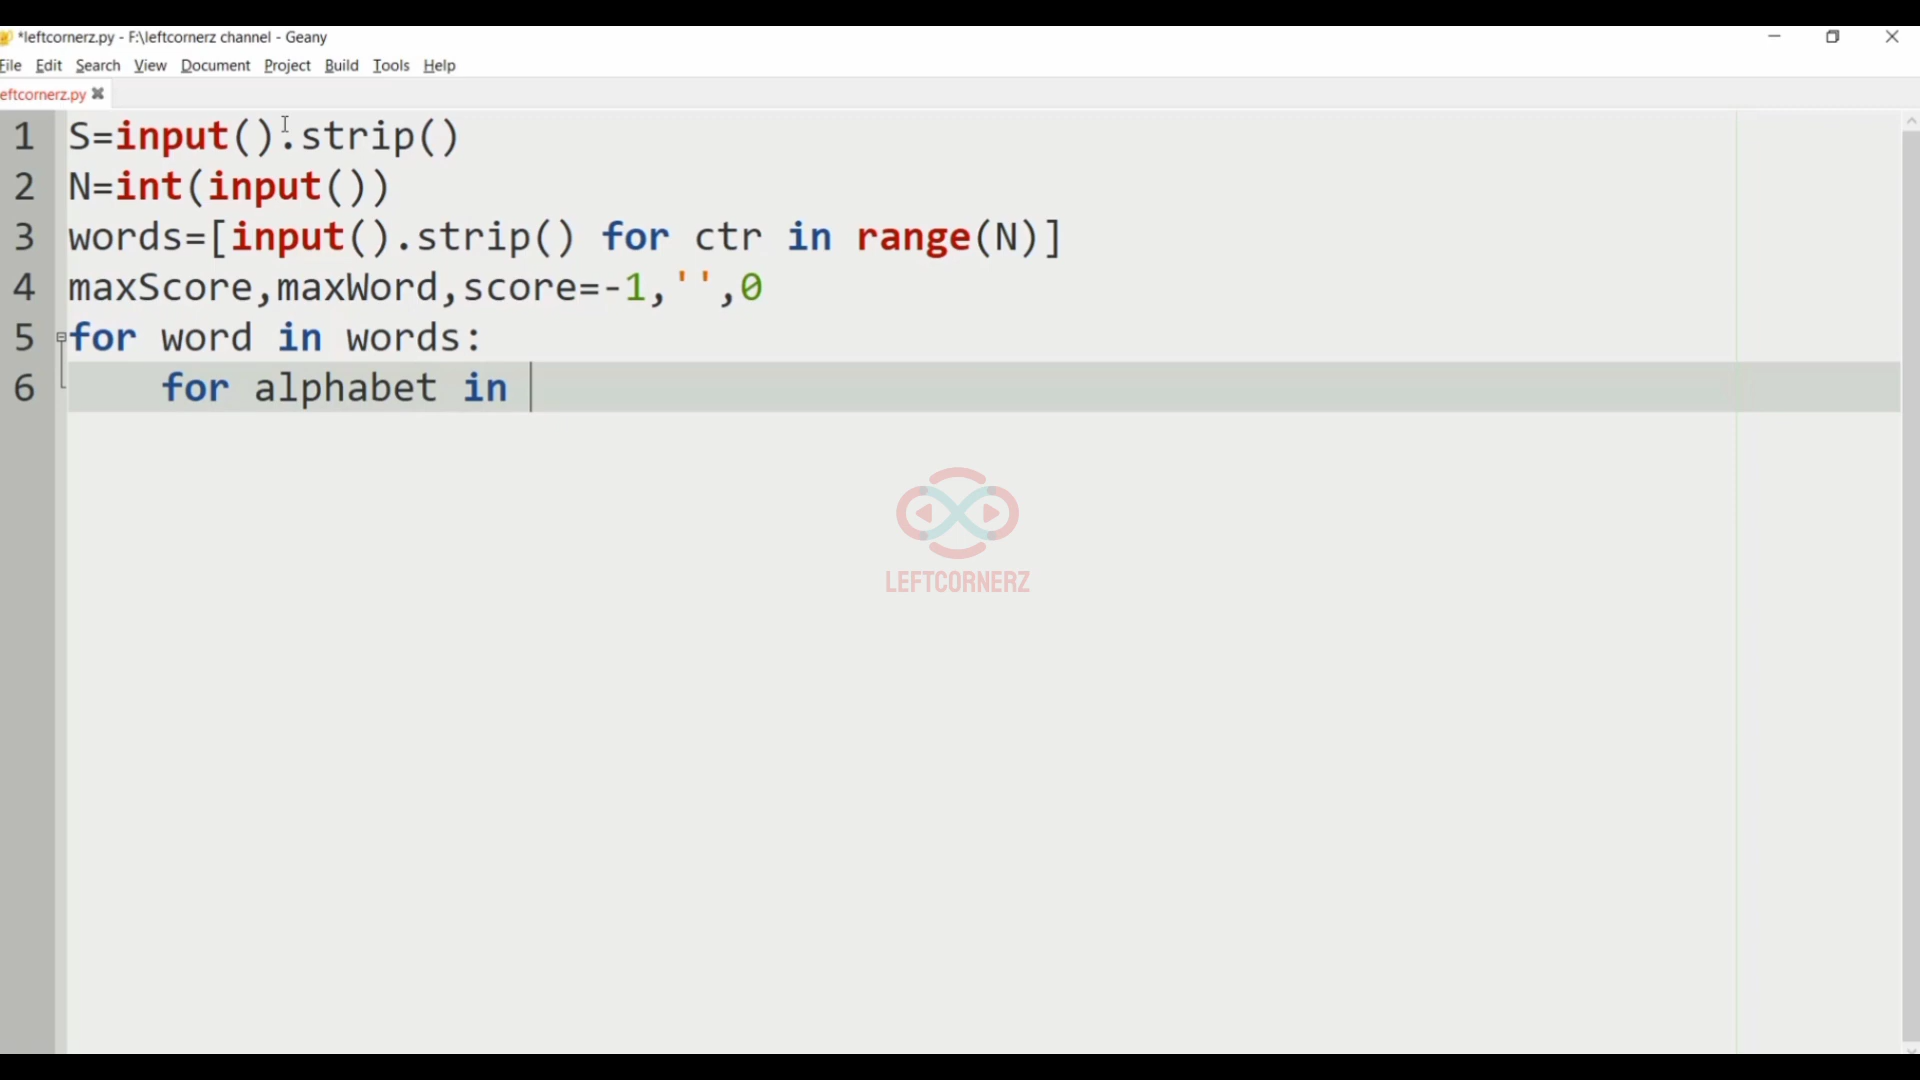 *leftcornerz.py - F:\leftcornerz channel - Geany
File Edit Search View Document Project Build Tools Help
eftcornerz.py
1 S=input().strip()
2 N=int(input())
3 words=[input().strip() for ctr in range(N)]
4 maxScore,maxWord,score=-1,'',0
5 for word in words:
6     for alphabet in
LEFTCORNERZ